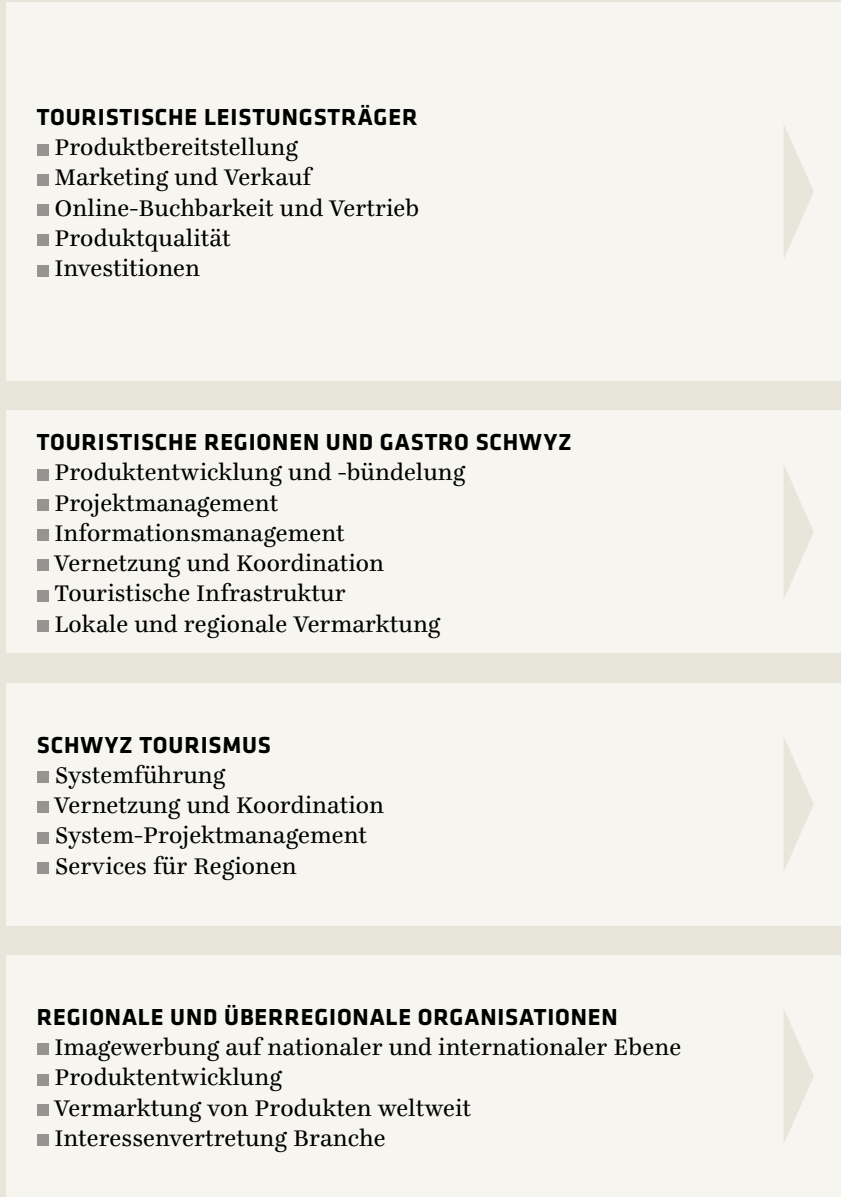 TOURISTISCHE LEISTUNGSTRÄGER
Produktbereitstellung
Marketing und Verkauf
Online-Buchbarkeit und Vertrieb
Produktqualität
Investitionen
TOURISTISCHE REGIONEN UND GASTRO SCHWYZ
Produktentwicklung und -bündelung
Projektmanagement
Informationsmanagement
Vernetzung und Koordination
Touristische Infrastruktur
Lokale und regionale Vermarktung
SCHWYZ TOURISMUS
Systemführung
Vernetzung und Koordination
System-Projektmanagement
Services für Regionen
REGIONALE UND ÜBERREGIONALE ORGANISATIONEN
Imagewerbung auf nationaler und internationaler Ebene
Produktentwicklung
Vermarktung von Produkten weltweit
Interessenvertretung Branche